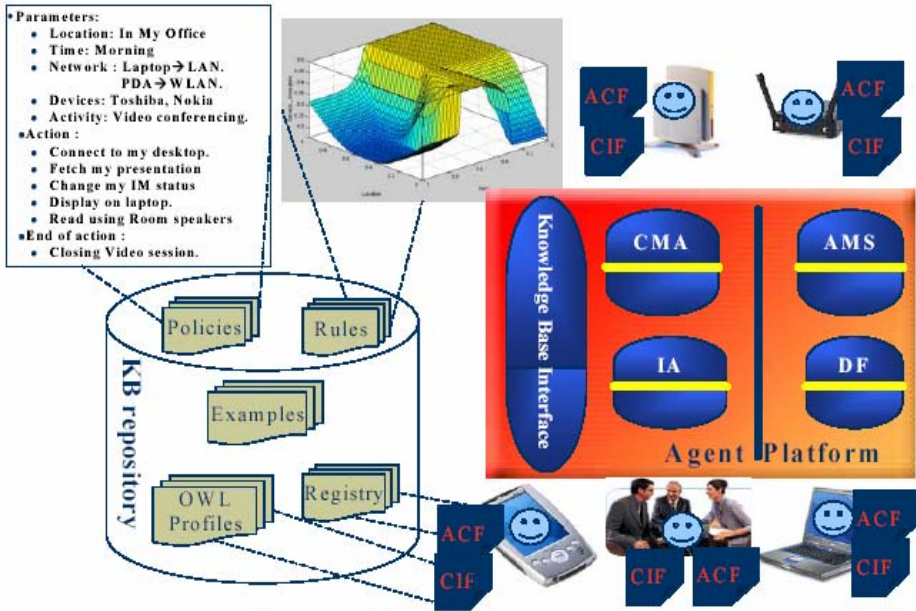 Parameters:
Location: In My Office
Time: Morning
Network : Laptop→LAN.
PDA→WLAN.
Devices: Toshiba, Nokia
Activity: Video conferencing.
Action :
Connect to my desktop.
Fetch my presentation
Change my IM status
Display on laptop.
Read using Room speakers
End of action :
Closing Video session.
Location
ACF
CIF
ACF
CIF
Knowledge Base Interface
CMA
AMS
IA
DF
Agent Platform
KB repository
Policies
Rules
Examples
OWL
Profiles
Registry
ACF
CIF
CIF
ACF
ACF
CIF